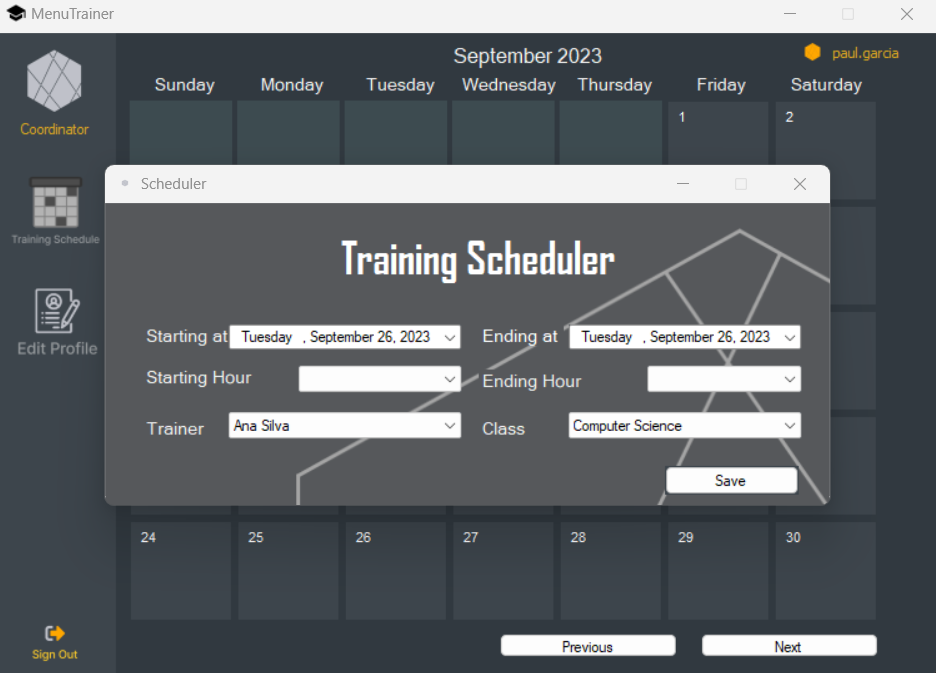 MenuTrainer
September 2023
paul.garcia
Sunday Monday Tuesday Wednesday Thursday Friday Saturday
Coordinator
1 2
Scheduler
Training Schedule
Training Scheduler
Starting at Tuesday , September 26, 2023 Ending at Tuesday , September 26, 2023
Edit Profile
Starting Hour Ending Hour
Trainer Ana Silva Class Computer Science
Save
24 25 26 27 28 29 30
Sign Out
Previous Next